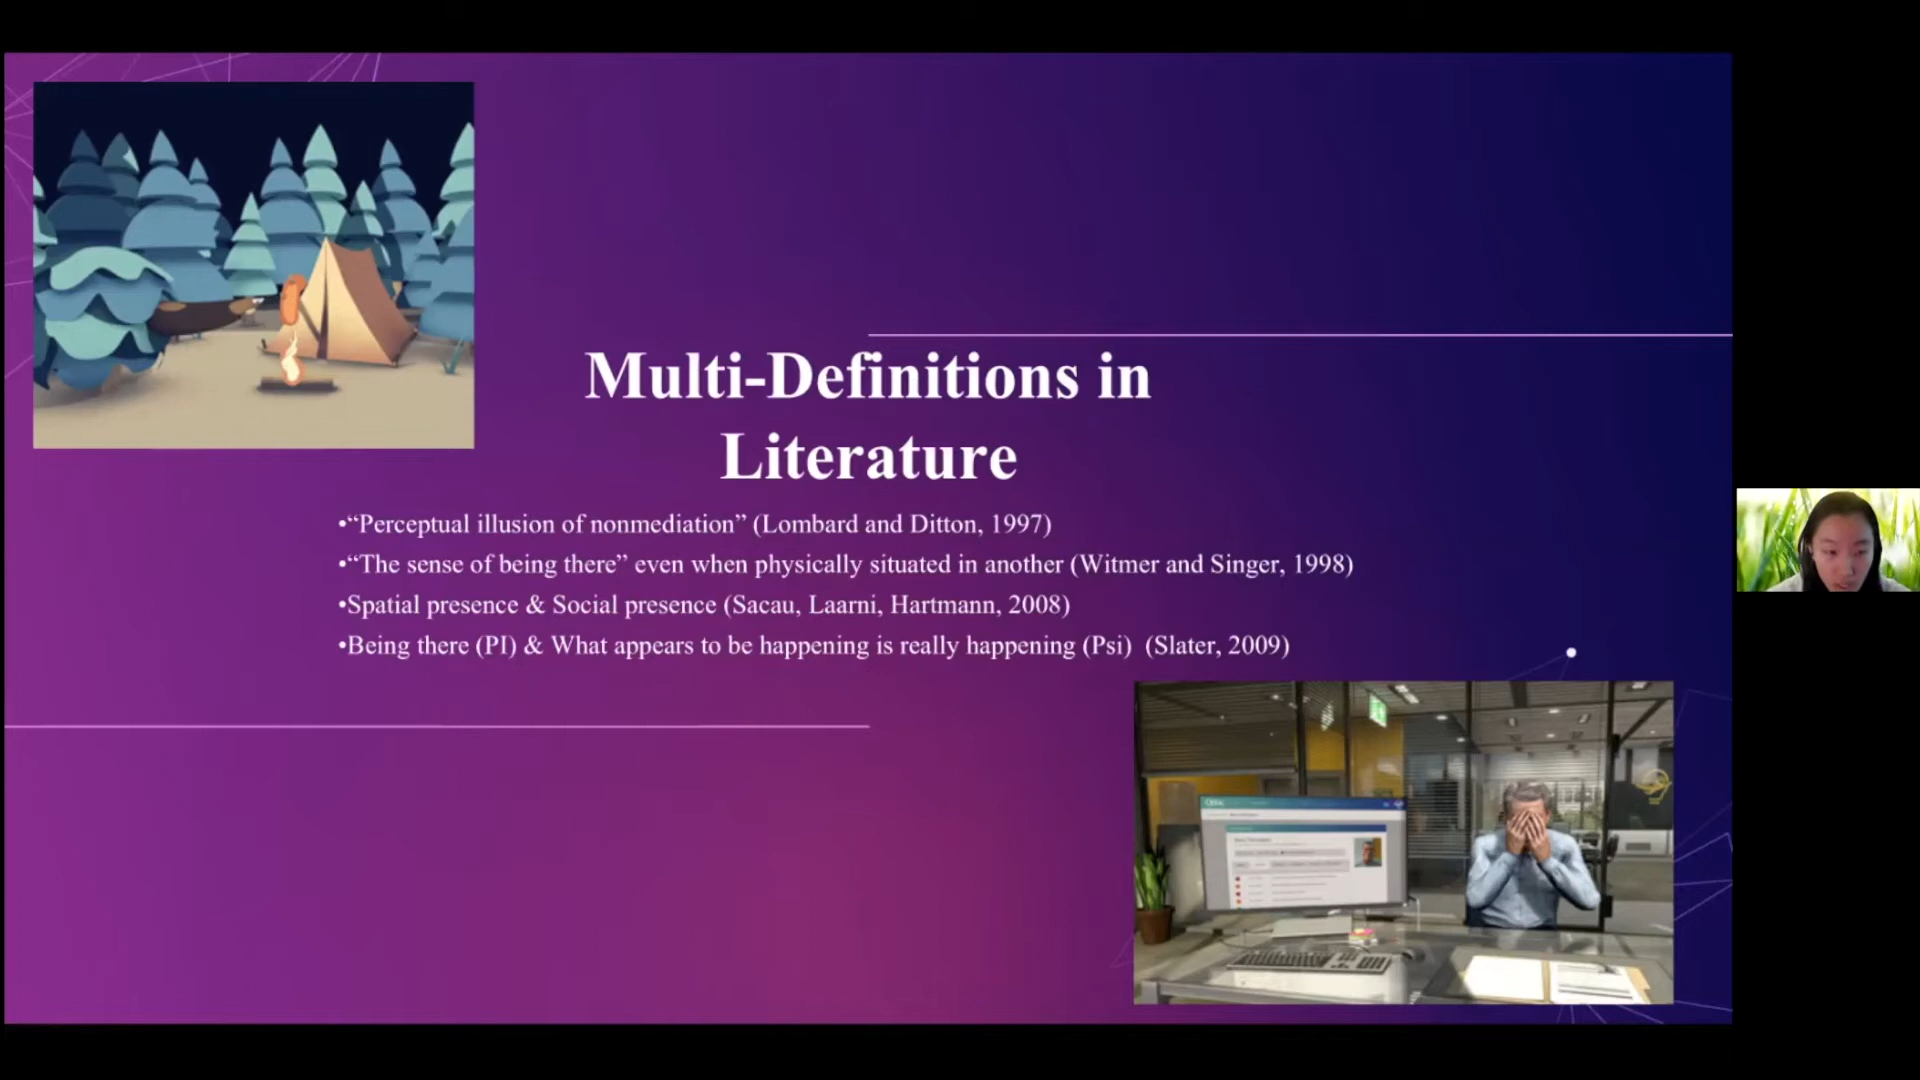 Multi-Definitions in
Literature
•“Perceptual illusion of nonmediation” (Lombard and Ditton, 1997)
•“The sense of being there” even when physically situated in another (Witmer and Singer, 1998)
•Spatial presence & Social presence (Sacau, Laarni, Hartmann, 2008)
•Being there (PI) & What appears to be happening is really happening (Psi) (Slater, 2009)